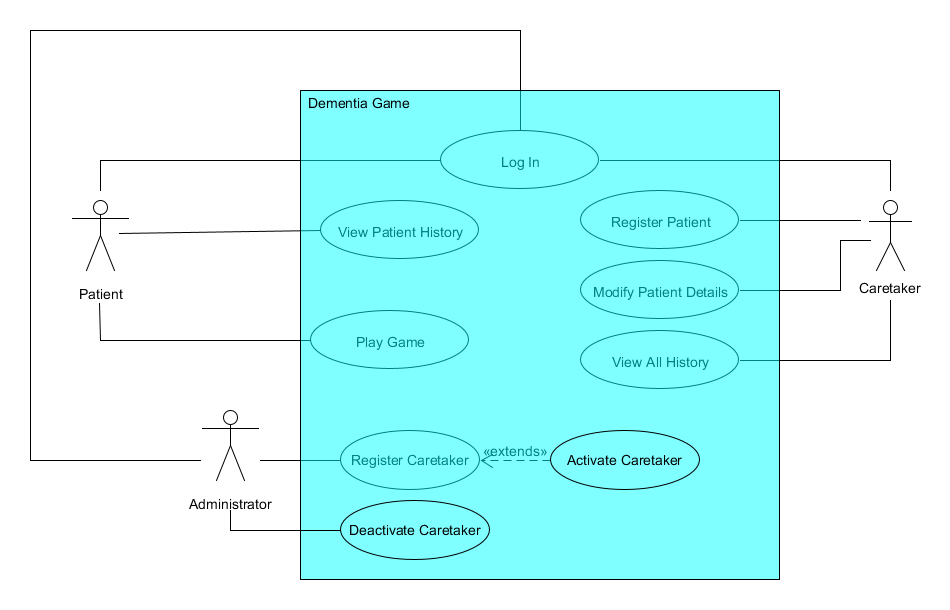 Dementia Game
Log In
Register Patient
View Patient History
Patient
Caretaker
Modify Patient Details
Play Game
View All History
Administrator
Register Caretaker
«extends»
Activate Caretaker
Deactivate Caretaker